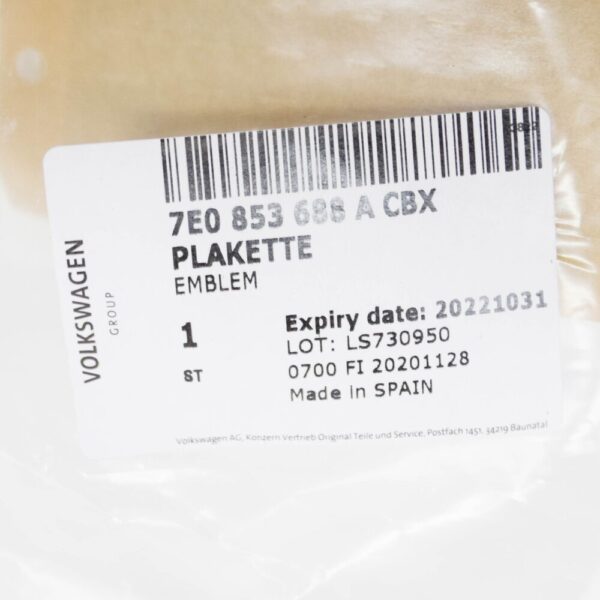 7E0 853 688 A CBX
PLAKETTE
EMBLEM
VOLKSWAGEN
GROUP
1
ST
Expiry date: 20221031
LOT: LS730950
0700 FI 20201128
Made in SPAIN
Volkswagen AG, Konzern Vertrieb Original Teile und Service, Postfach 1451, 34219 Baunatal